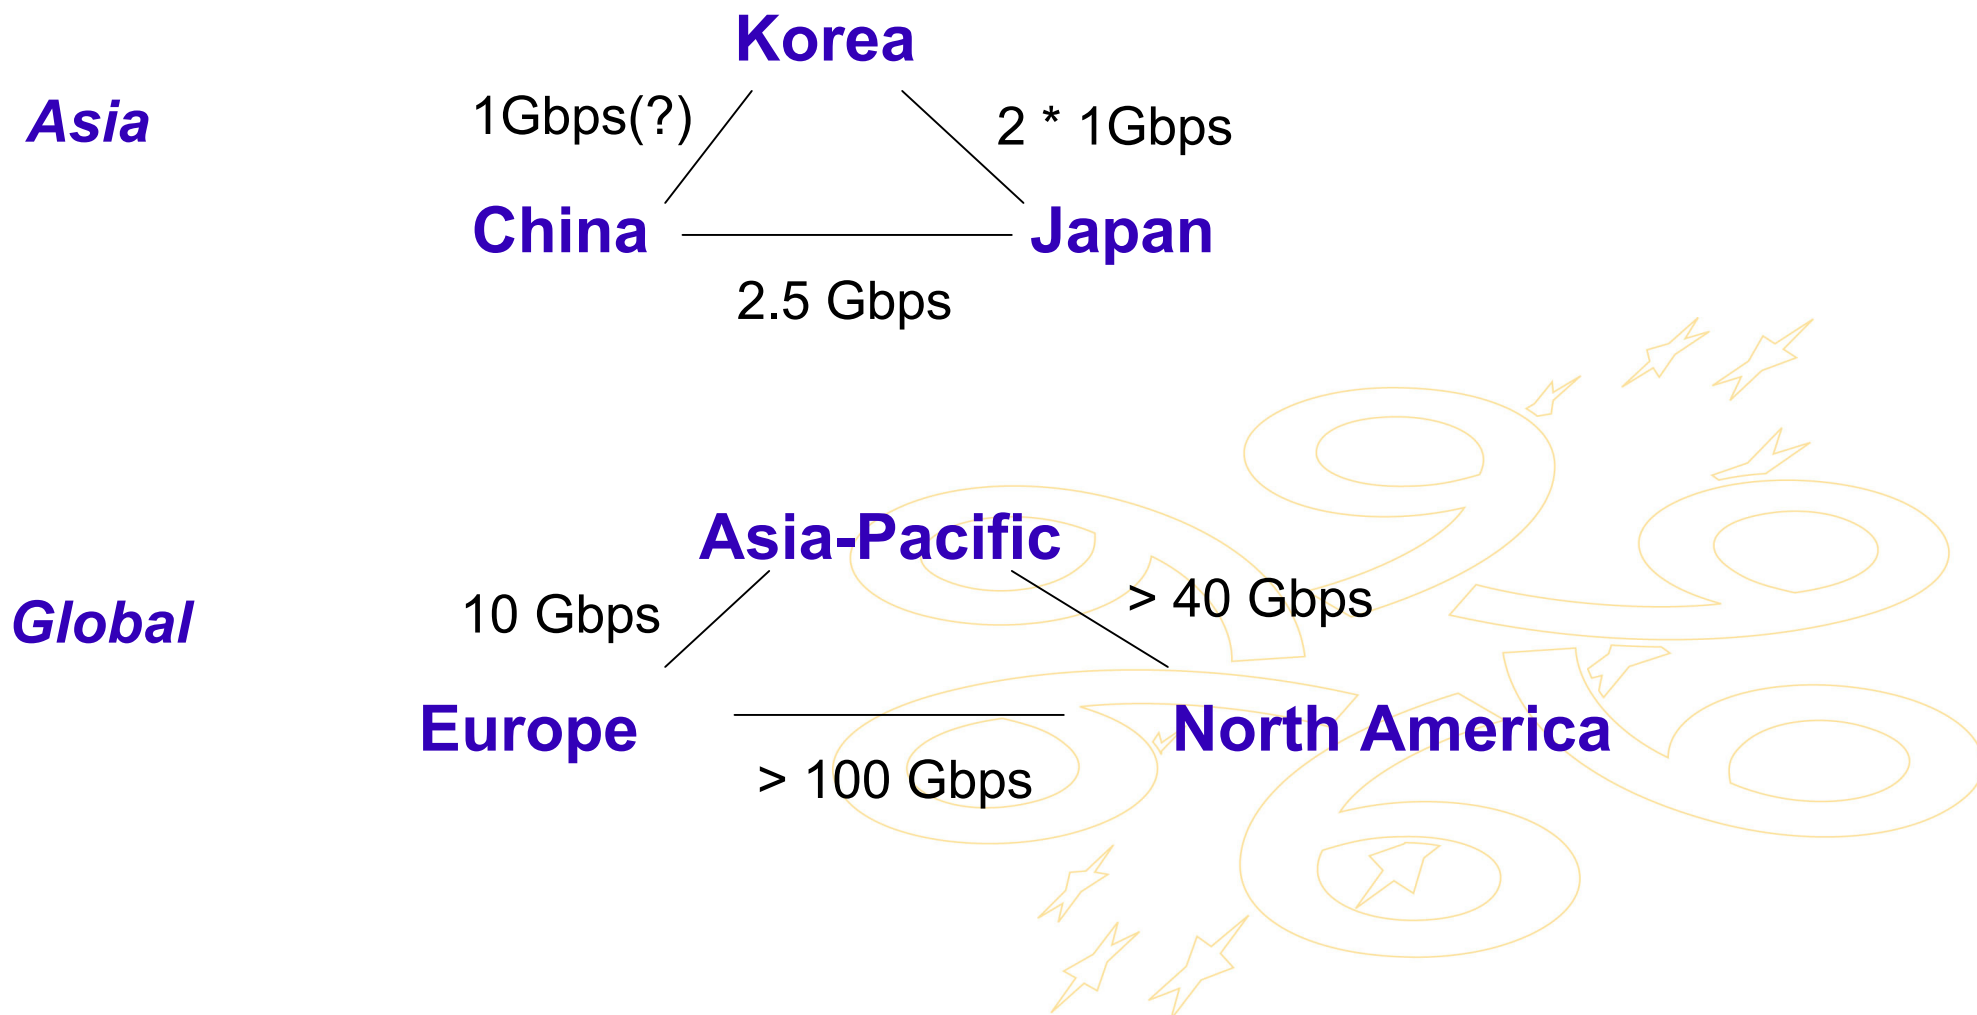 Korea
1Gbps(?)
2 * 1Gbps
Asia
China
Japan
2.5 Gbps
Asia-Pacific
10 Gbps
> 40 Gbps
Global
Europe
North America
> 100 Gbps